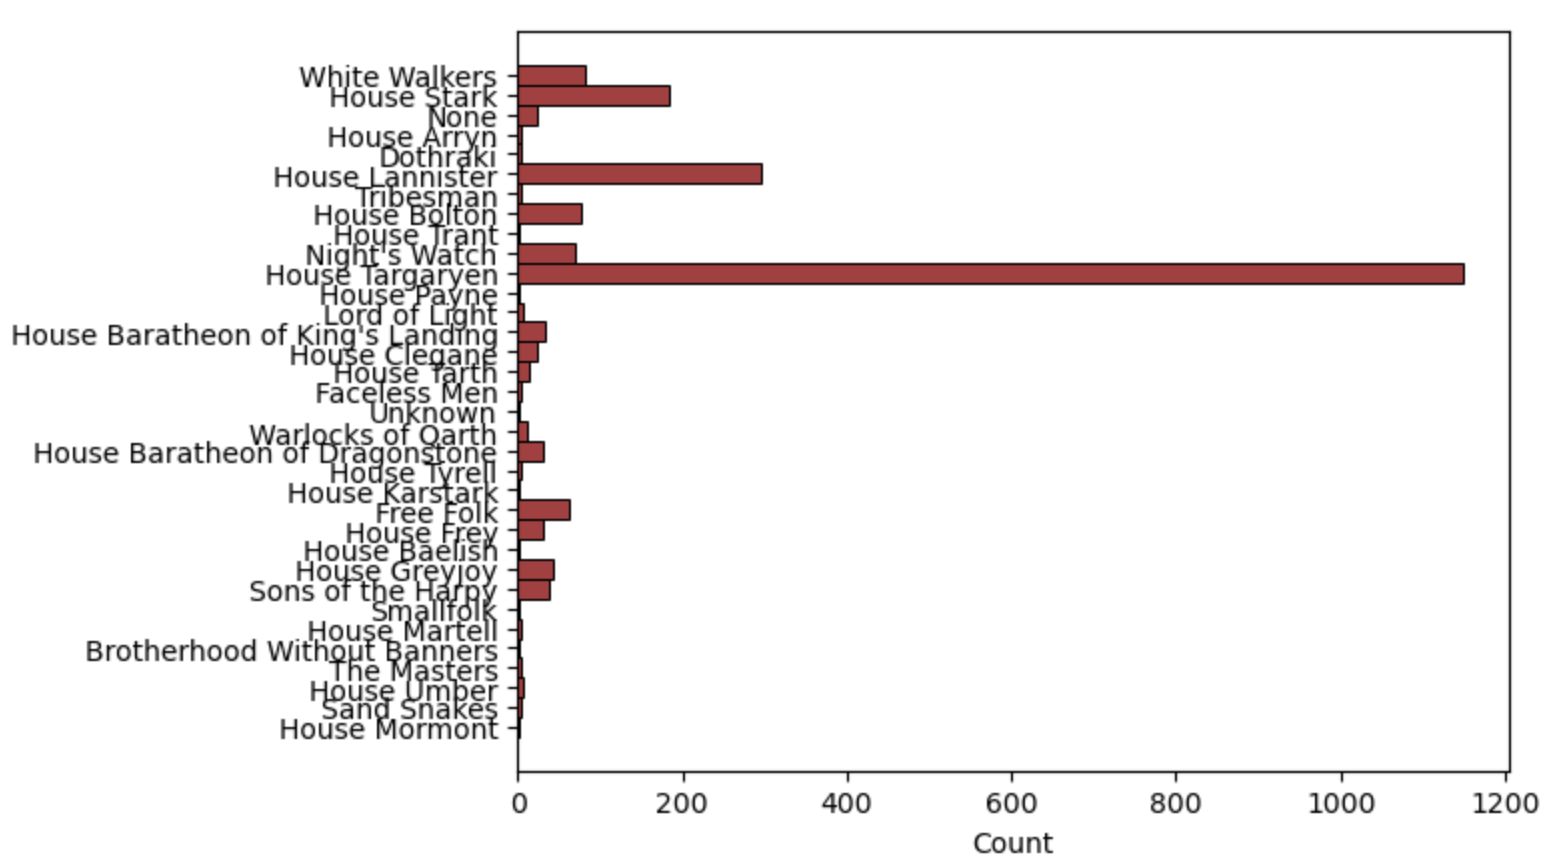 White Walkers
House Stark
None
House Arryn
Dothraki
House Lannister
Tribesman
House Bolton
House Trant
Night's Watch
House Targaryen
House Payne
Lord of Light
House Baratheon of King's Landing
House Clegane
House Tarth
Faceless Men
Unknown
Warlocks of Qarth
House Baratheon of Dragonstone
House Tyrell
House Karstark
Free Folk
House Frey
House Baelish
House Greyjoy
Sons of the Harpy
Smallfolk
House Martell
Brotherhood Without Banners
The Masters
House Umber
Sand Snakes
House Mormont
0 200 400 600 800 1000 1200
Count